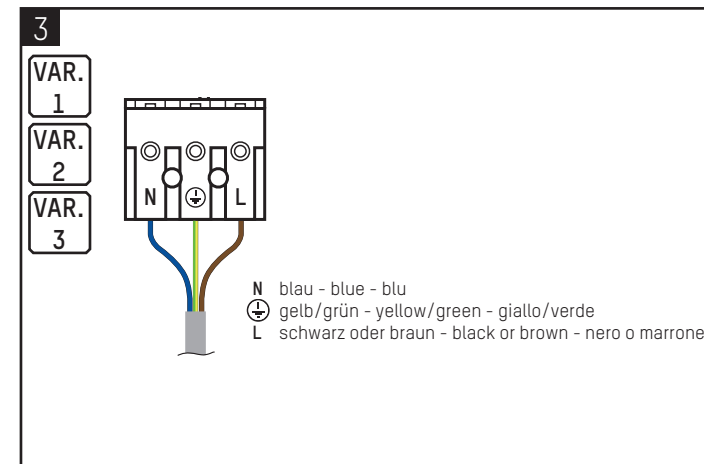 3
VAR.
1
VAR.
2
VAR.
3
N L
N blau - blue - blu
gelb/grün - yellow/green - giallo/verde
L schwarz oder braun - black or brown - nero o marrone